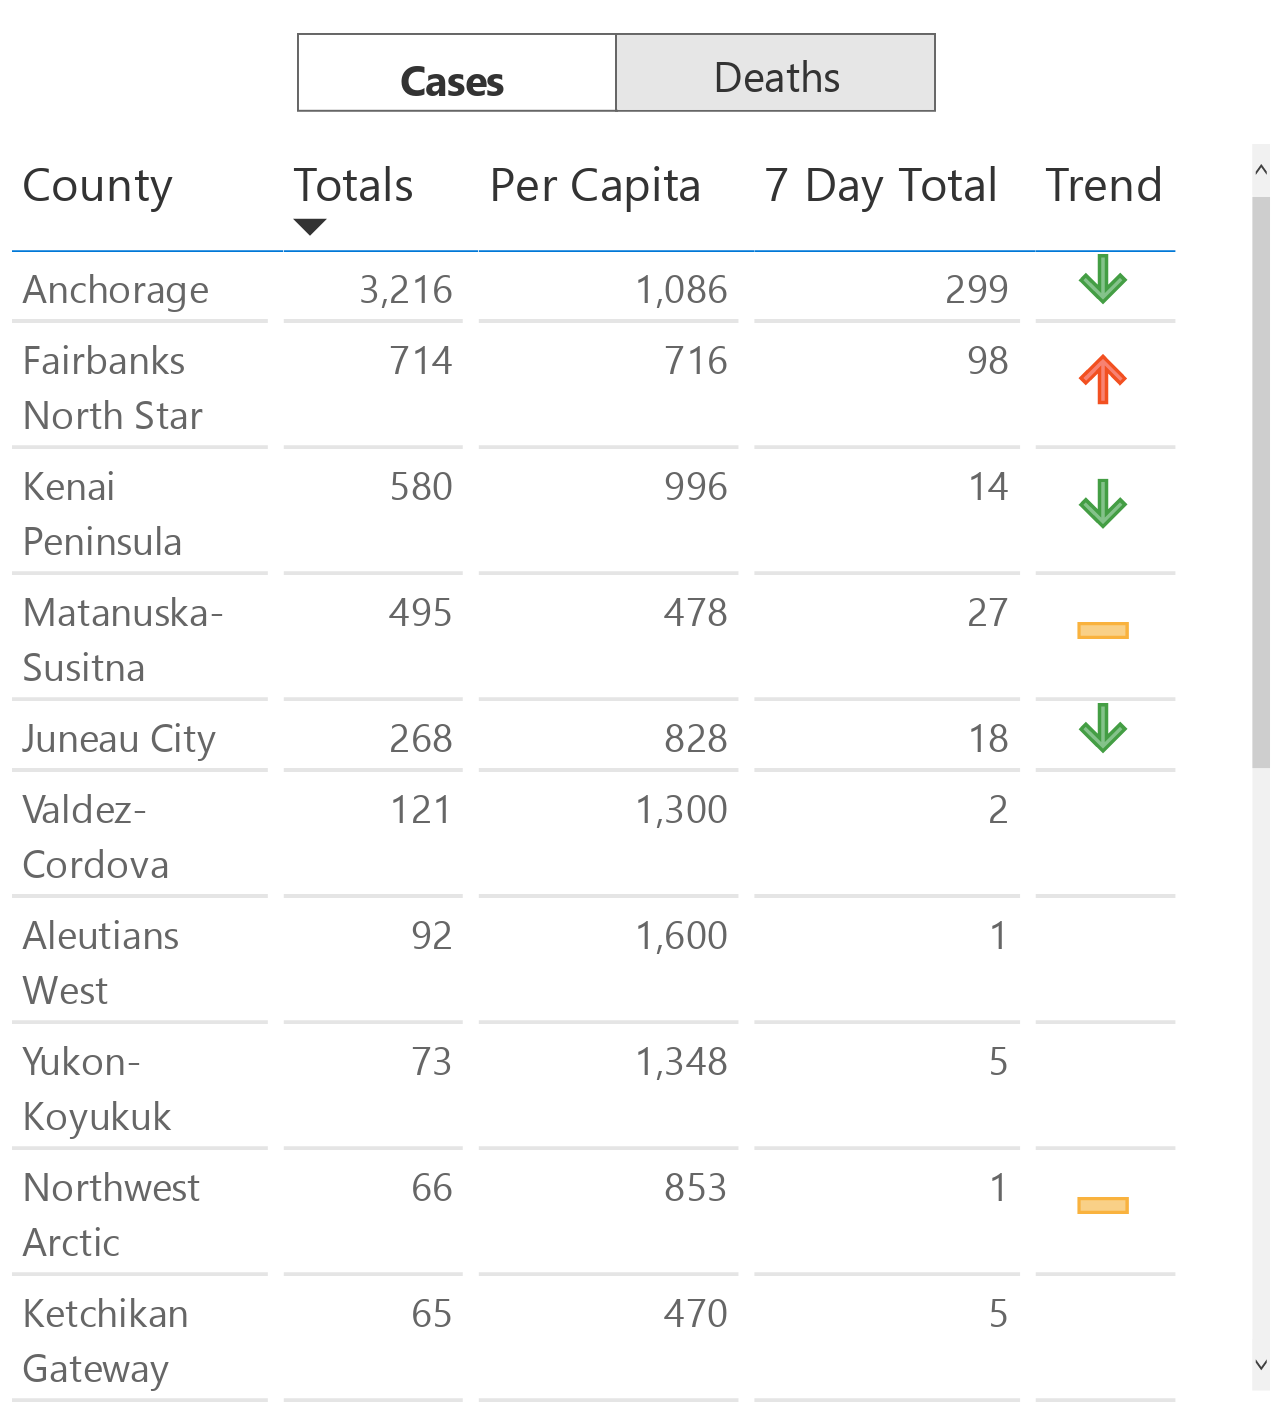 Cases Deaths
County Totals Per Capita 7 Day Total Trend
Anchorage 3,216 1,086 299
Fairbanks 714 716 98
North Star
Kenai 580 996 14
Peninsula
Matanuska- 495 478 27
Susitna
Juneau City 268 828 18
Valdez- 121 1,300 2
Cordova
Aleutians 92 1,600 1
West
Yukon- 73 1,348 5
Koyukuk
Northwest 66 853 1
Arctic
Ketchikan 65 470 5
Gateway